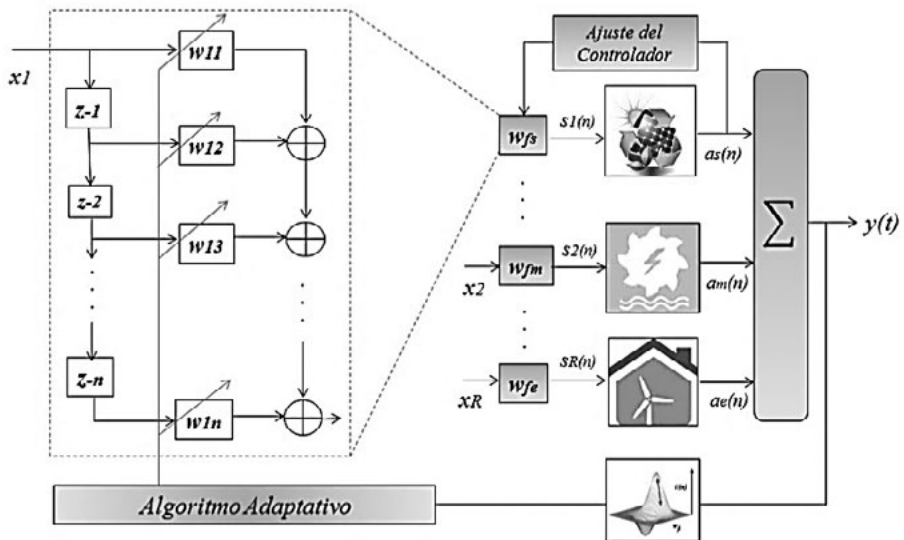 x1
w11
z-1
w12
z-2
w13
z-n
w1n
Algoritmo Adaptativo
Ajuste del
Controlador
wfs
s1(n)
as(n)
x2
wfm
s2(n)
am(n)
xR
wfe
sR(n)
ae(n)
Σ
y(t)